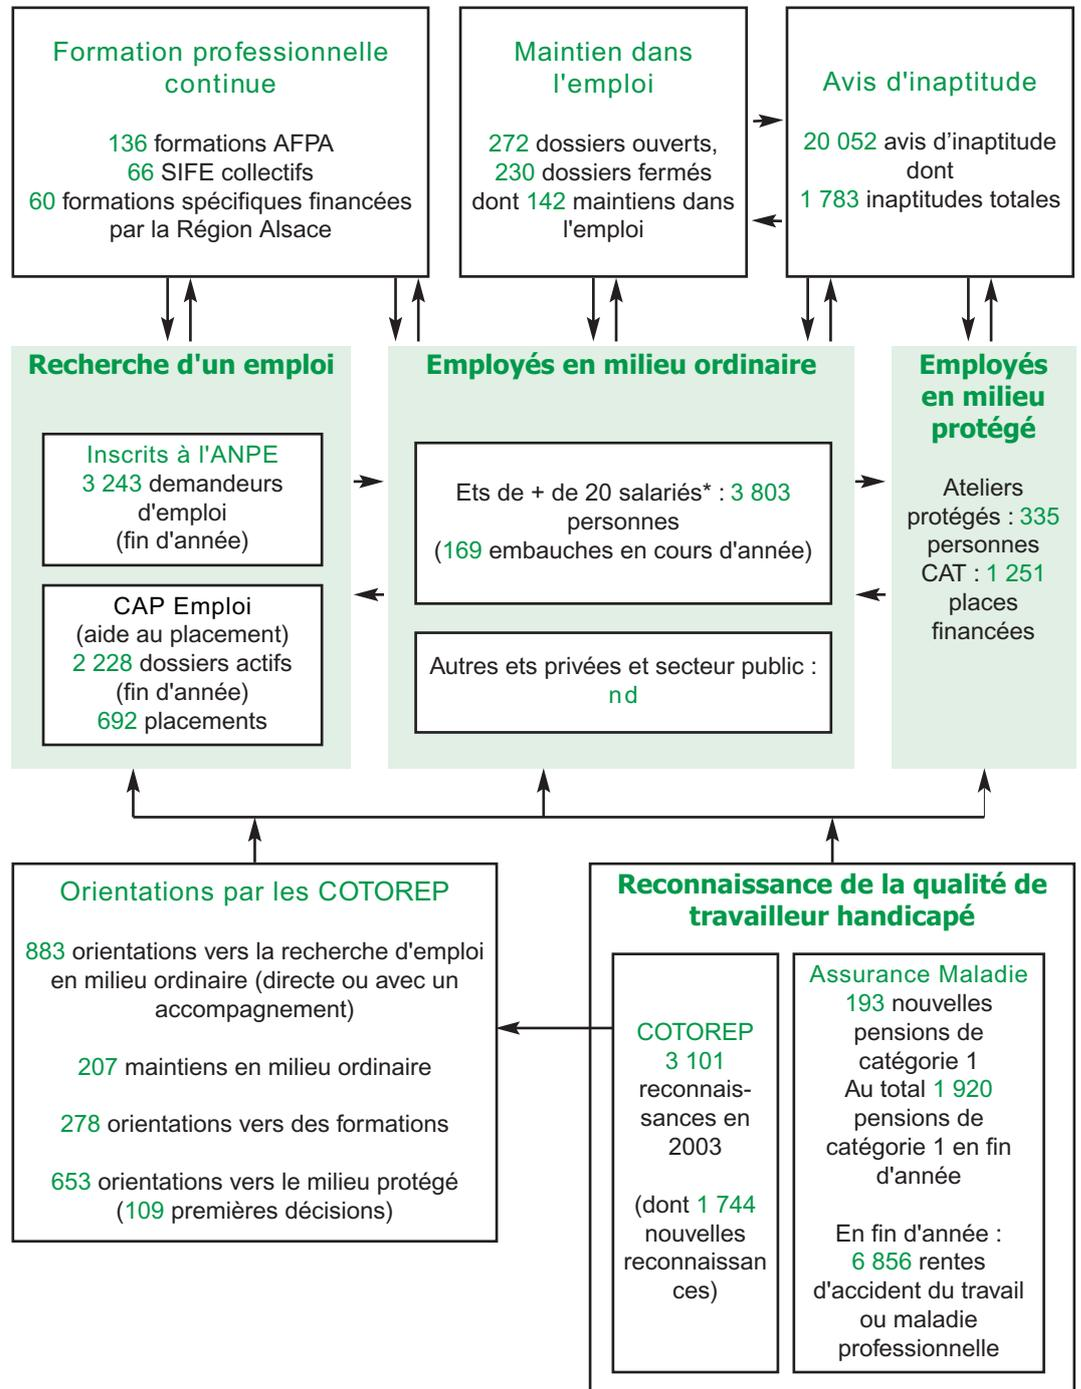 Formation professionnelle
continue
136 formations AFPA
66 SIFE collectifs
60 formations spécifiques financées
par la Région Alsace
Maintien dans
l'emploi
272 dossiers ouverts,
230 dossiers fermés
dont 142 maintiens dans
l'emploi
Avis d'inaptitude
20 052 avis d’inaptitude
dont
1 783 inaptitudes totales
Recherche d'un emploi
Inscrits à l'ANPE
3 243 demandeurs
d'emploi
(fin d'année)
CAP Emploi
(aide au placement)
2 228 dossiers actifs
(fin d'année)
692 placements
Employés en milieu ordinaire
Ets de + de 20 salariés* : 3 803
personnes
(169 embauches en cours d'année)
Autres ets privées et secteur public :
nd
Employés
en milieu
protégé
Ateliers
protégés : 335
personnes
CAT : 1 251
places
financées
Orientations par les COTOREP
883 orientations vers la recherche d'emploi
en milieu ordinaire (directe ou avec un
accompagnement)
207 maintiens en milieu ordinaire
278 orientations vers des formations
653 orientations vers le milieu protégé
(109 premières décisions)
Reconnaissance de la qualité de
travailleur handicapé
COTOREP
3 101
reconnais-
sances en
2003
(dont 1 744
nouvelles
reconnaissan
ces)
Assurance Maladie
193 nouvelles
pensions de
catégorie 1
Au total 1 920
pensions de
catégorie 1 en fin
d'année
En fin d'année :
6 856 rentes
d'accident du travail
ou maladie
professionnelle